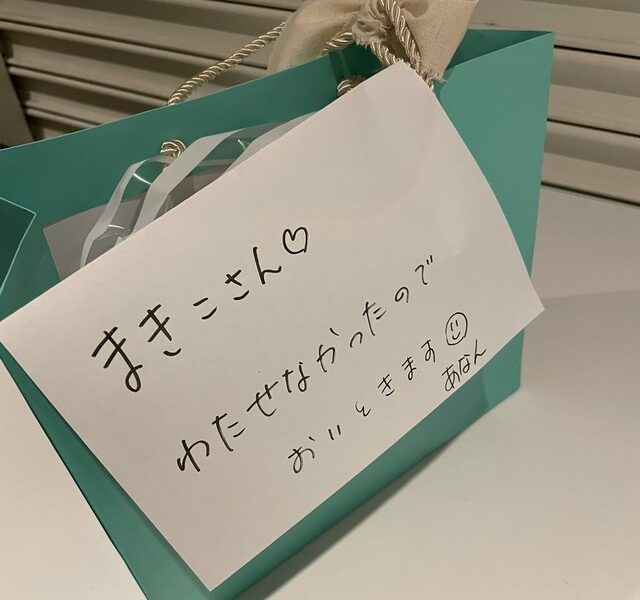 まきこさん♡
わたせなかったので
おいときます☺
あなん